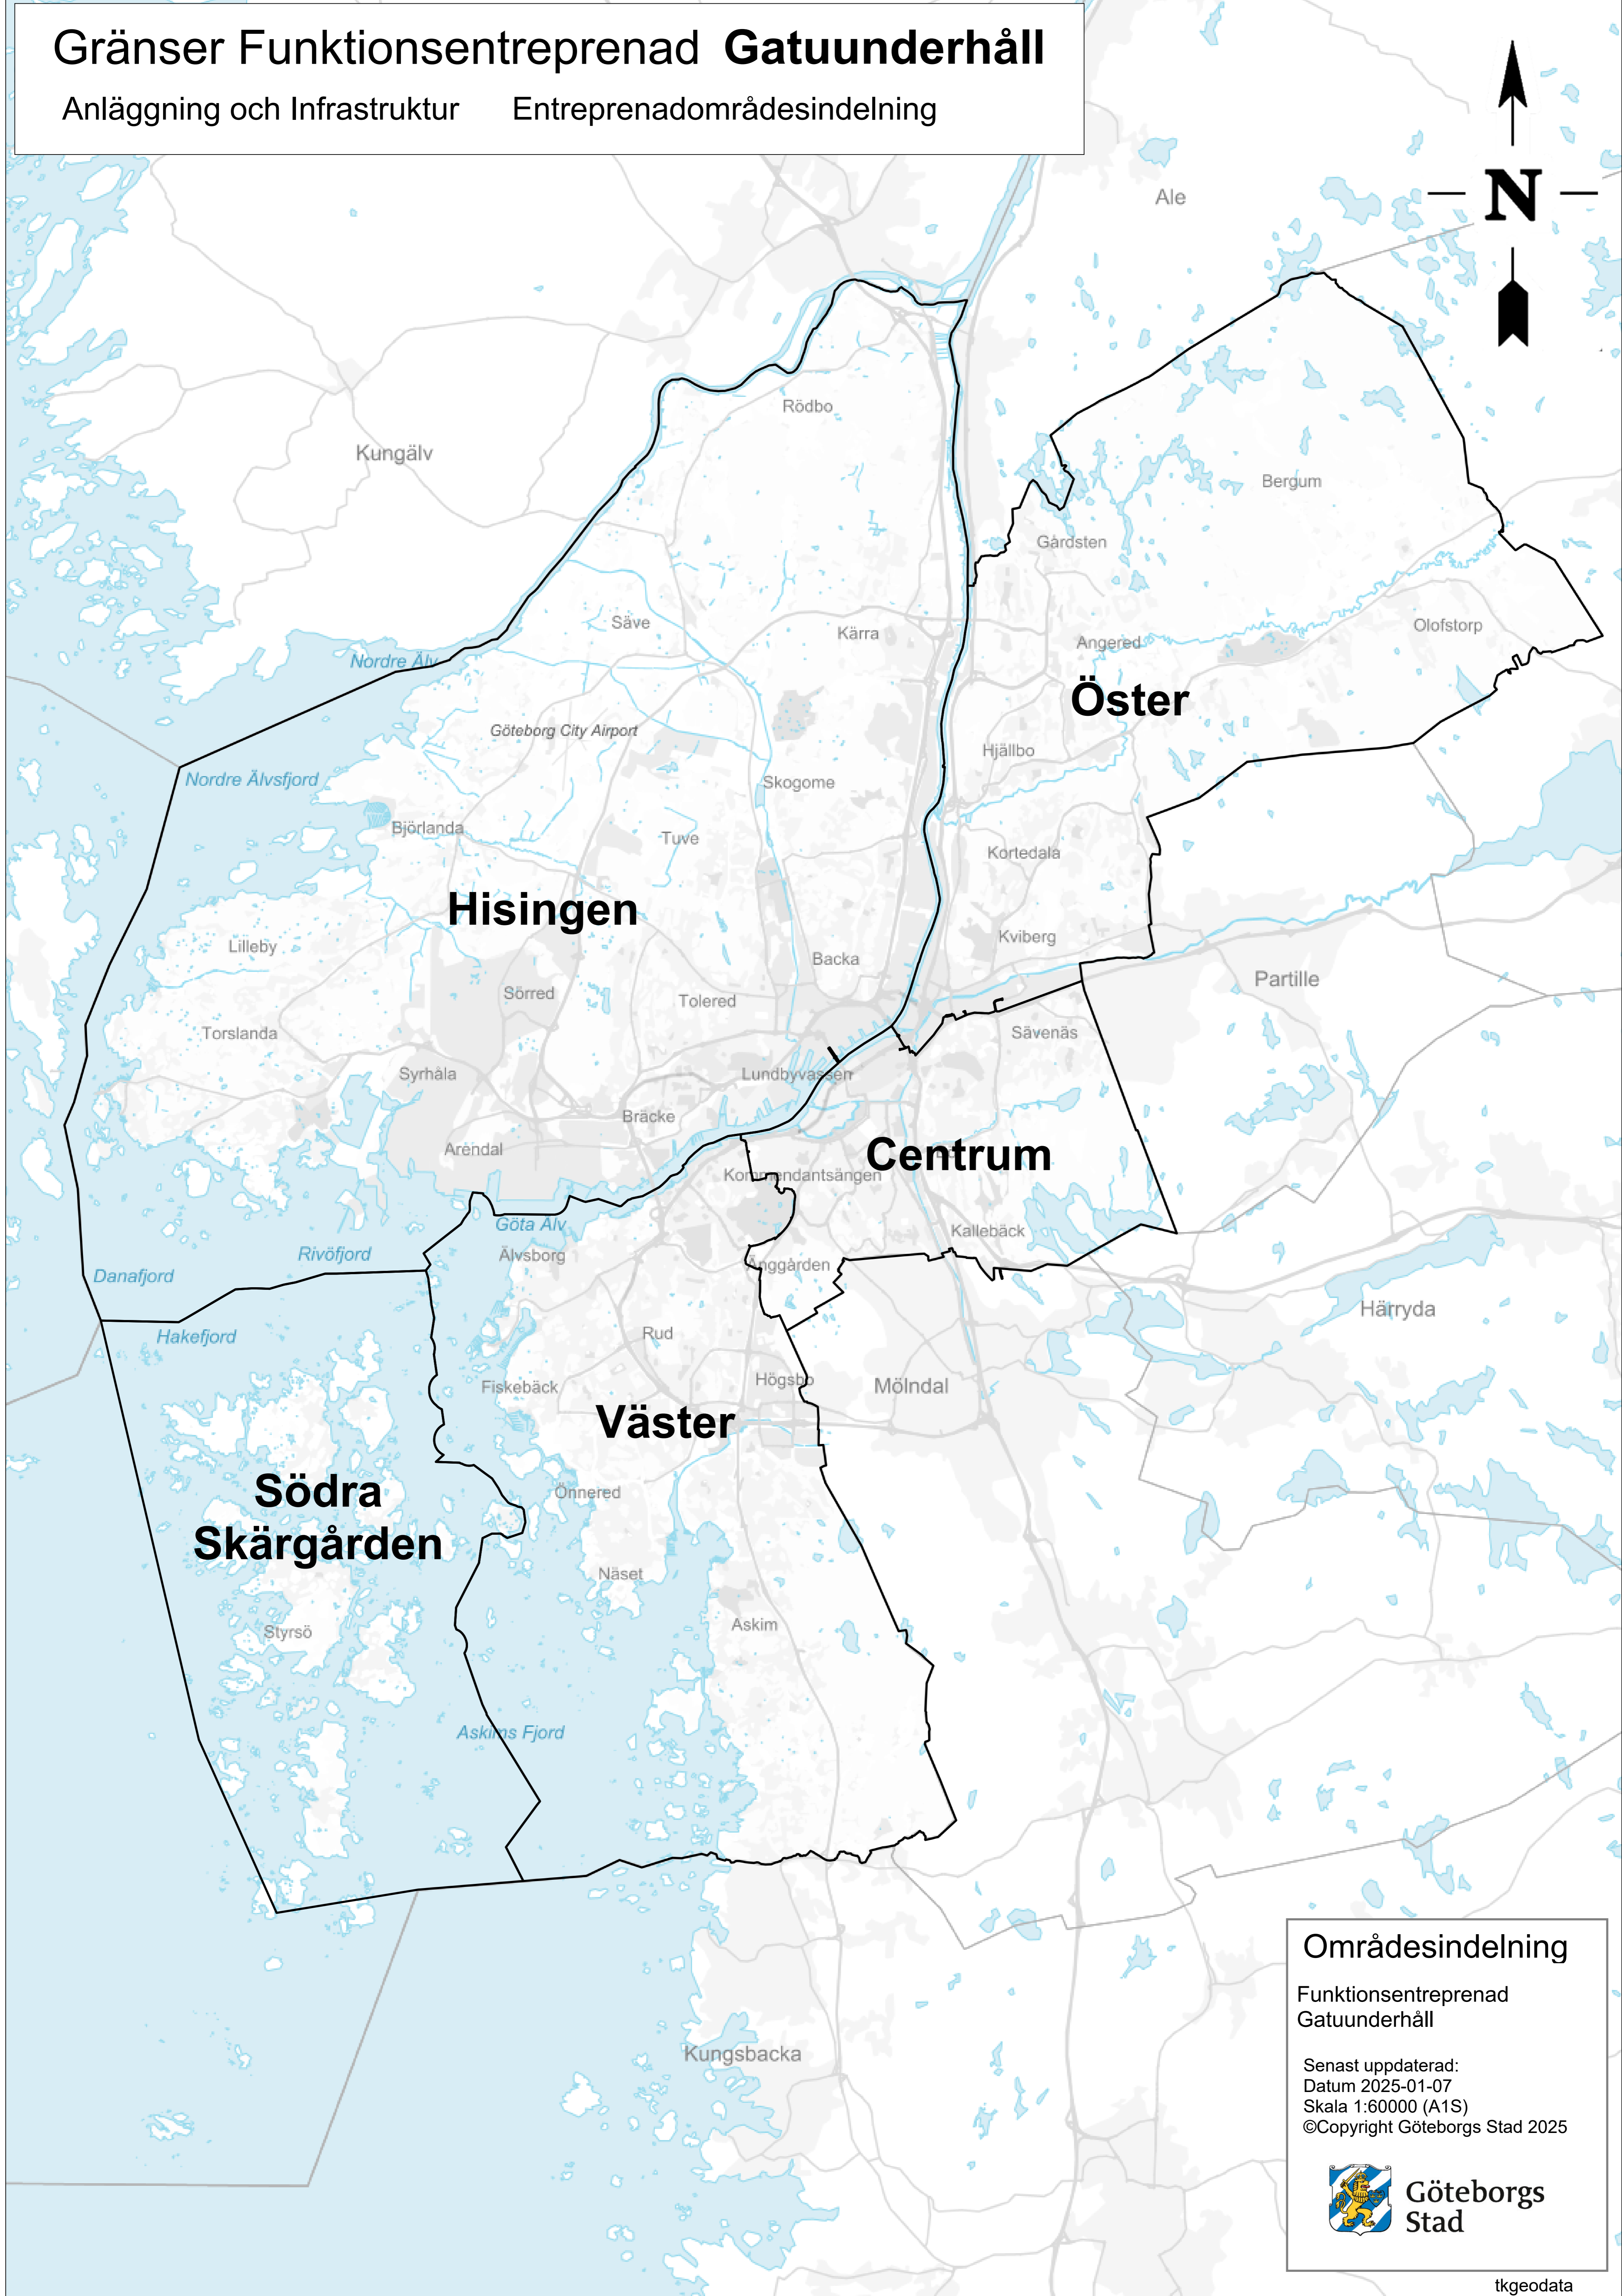 Gränser Funktionsentreprenad Gatuunderhåll
Anläggning och Infrastruktur Entreprenadområdesindelning
N
Ale
Rödbo
Kungälv
Bergum
Gårdsten
Säve
Kärra
Angered
Olofstorp
Nordre Älv
Öster
Göteborg City Airport
Hjällbo
Nordre Älvsfjord
Skogome
Björlanda
Tuve
Kortedala
Hisingen
Lilleby
Kviberg
Backa
Partille
Sörred
Tolered
Torslanda
Sävenäs
Syrhåla
Lundbyvassen
Bräcke
Arendal
Centrum
Kommendantsängen
Göta Älv
Kallebäck
Rivöfjord
Älvsborg
Änggården
Danafjord
Härryda
Hakefjord
Rud
Högsbo
Fiskebäck
Mölndal
Väster
Södra
Skärgården
Önnered
Näset
Askim
Styrsö
Askims Fjord
Kungsbacka
Områdesindelning
Funktionsentreprenad
Gatuunderhåll
Senast uppdaterad:
Datum 2025-01-07
Skala 1:60000 (A1S)
©Copyright Göteborgs Stad 2025
Göteborgs
Stad
tkgeodata